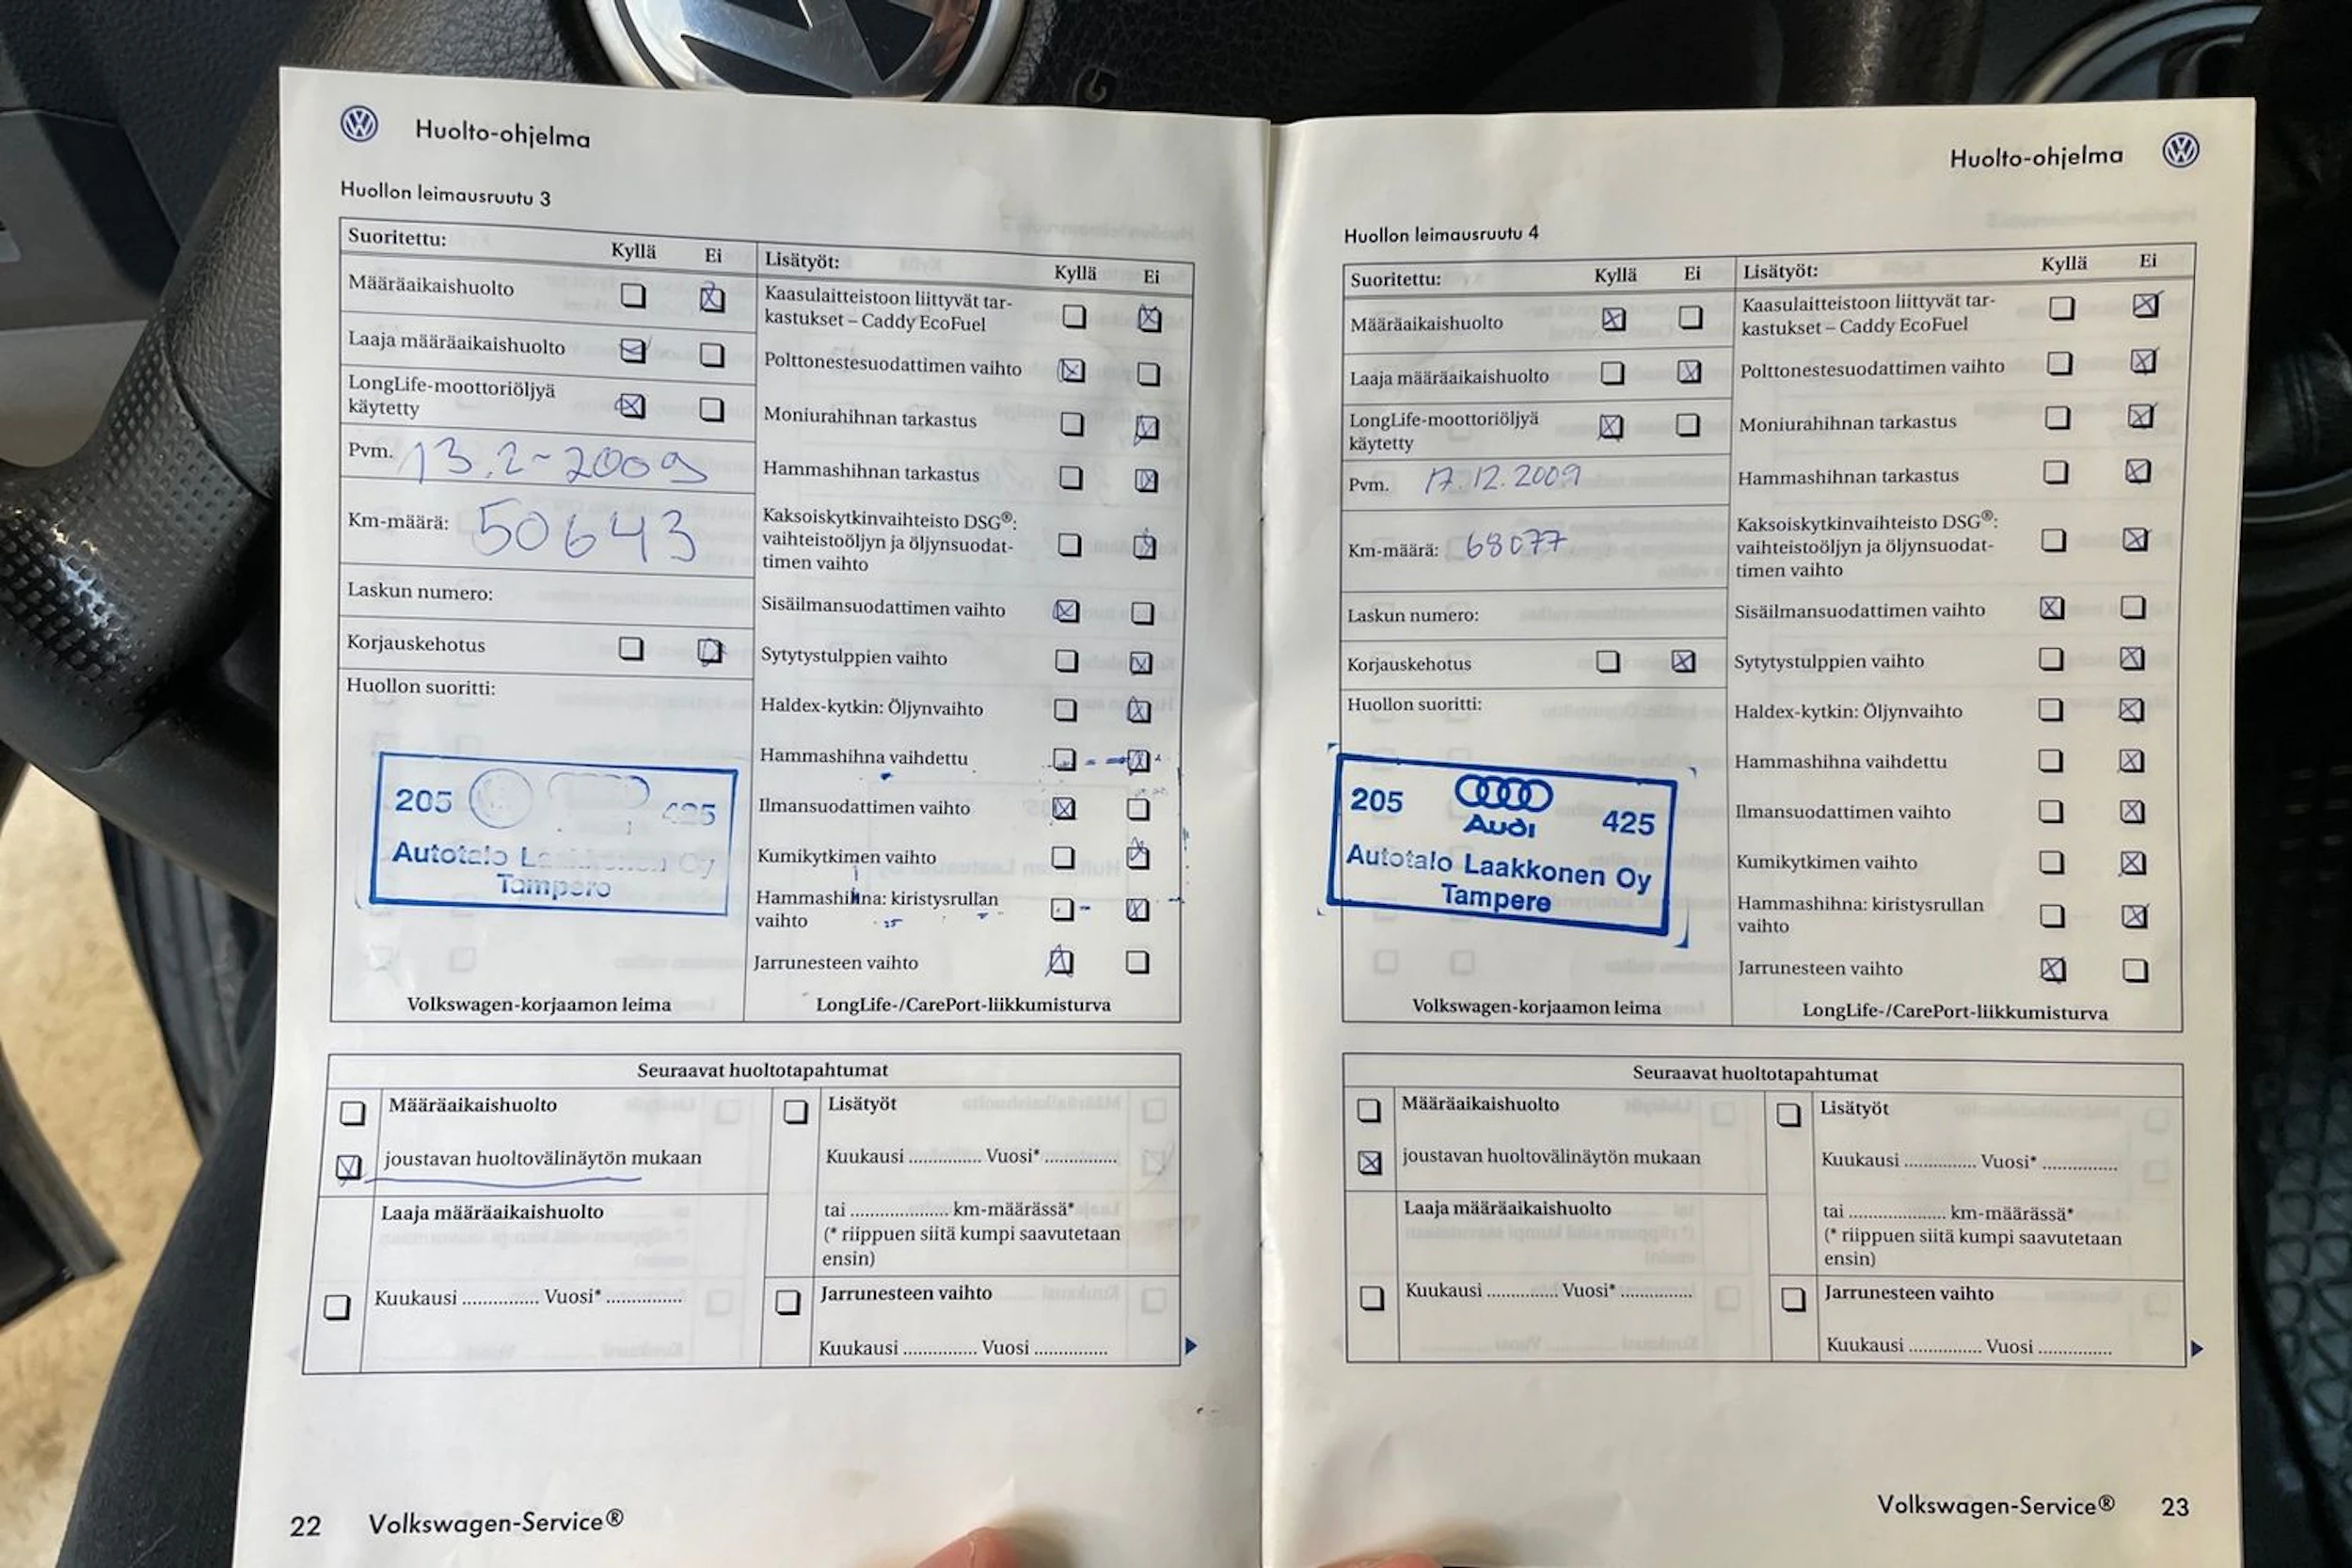 Huolto-ohjelma
Huollon leimausruutu 3
Suoritettu: Kyllä Ei
Määräaikaishuolto
Laaja määräaikaishuolto
LongLife-moottoriöljyä
käytetty
Pvm. 13.2-2009
Km-määrä: 50643
Laskun numero:
Korjauskehotus
Huollon suoritti:
205 425
Autotalo Laakkonen Oy
Tampere
Volkswagen-korjaamon leima
Lisätyöt: Kyllä Ei
Kaasulaitteistoon liittyvät tar-
kastukset – Caddy EcoFuel
Polttonestesuodattimen vaihto
Moniurahihnan tarkastus
Hammashihnan tarkastus
Kaksoiskytkinvaihteisto DSG®:
vaihteistoöljyn ja öljynsuodat-
timen vaihto
Sisäilmansuodattimen vaihto
Sytytystulppien vaihto
Haldex-kytkin: Öljynvaihto
Hammashihna vaihdettu
Ilmansuodattimen vaihto
Kumikytkimen vaihto
Hammashihna: kiristysrullan
vaihto
Jarrunesteen vaihto
LongLife-/CarePort-liikkumisturva
Seuraavat huoltotapahtumat
Määräaikaishuolto
joustavan huoltovälinäytön mukaan
Laaja määräaikaishuolto
Kuukausi ............... Vuosi* ...............
Lisätyöt
Kuukausi ............... Vuosi* ...............
tai .................... km-määrässä*
(* riippuen siitä kumpi saavutetaan
ensin)
Jarrunesteen vaihto
Kuukausi ............... Vuosi ...............
22 Volkswagen-Service®
Huolto-ohjelma
Huollon leimausruutu 4
Suoritettu: Kyllä Ei
Määräaikaishuolto
Laaja määräaikaishuolto
LongLife-moottoriöljyä
käytetty
Pvm. 17.12.2009
Km-määrä: 68077
Laskun numero:
Korjauskehotus
Huollon suoritti:
205 Audi 425
Autotalo Laakkonen Oy
Tampere
Volkswagen-korjaamon leima
Lisätyöt: Kyllä Ei
Kaasulaitteistoon liittyvät tar-
kastukset – Caddy EcoFuel
Polttonestesuodattimen vaihto
Moniurahihnan tarkastus
Hammashihnan tarkastus
Kaksoiskytkinvaihteisto DSG®:
vaihteistoöljyn ja öljynsuodat-
timen vaihto
Sisäilmansuodattimen vaihto
Sytytystulppien vaihto
Haldex-kytkin: Öljynvaihto
Hammashihna vaihdettu
Ilmansuodattimen vaihto
Kumikytkimen vaihto
Hammashihna: kiristysrullan
vaihto
Jarrunesteen vaihto
LongLife-/CarePort-liikkumisturva
Seuraavat huoltotapahtumat
Määräaikaishuolto
joustavan huoltovälinäytön mukaan
Laaja määräaikaishuolto
Kuukausi ............... Vuosi* ...............
Lisätyöt
Kuukausi ............... Vuosi* ...............
tai .................... km-määrässä*
(* riippuen siitä kumpi saavutetaan
ensin)
Jarrunesteen vaihto
Kuukausi ............... Vuosi ...............
Volkswagen-Service® 23